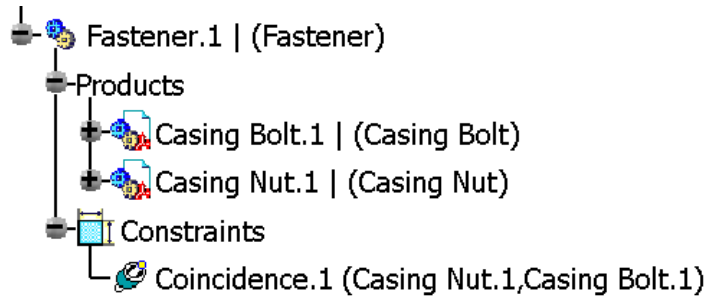 Fastener.1 | (Fastener)
Products
Casing Bolt.1 | (Casing Bolt)
Casing Nut.1 | (Casing Nut)
Constraints
Coincidence.1 (Casing Nut.1,Casing Bolt.1)